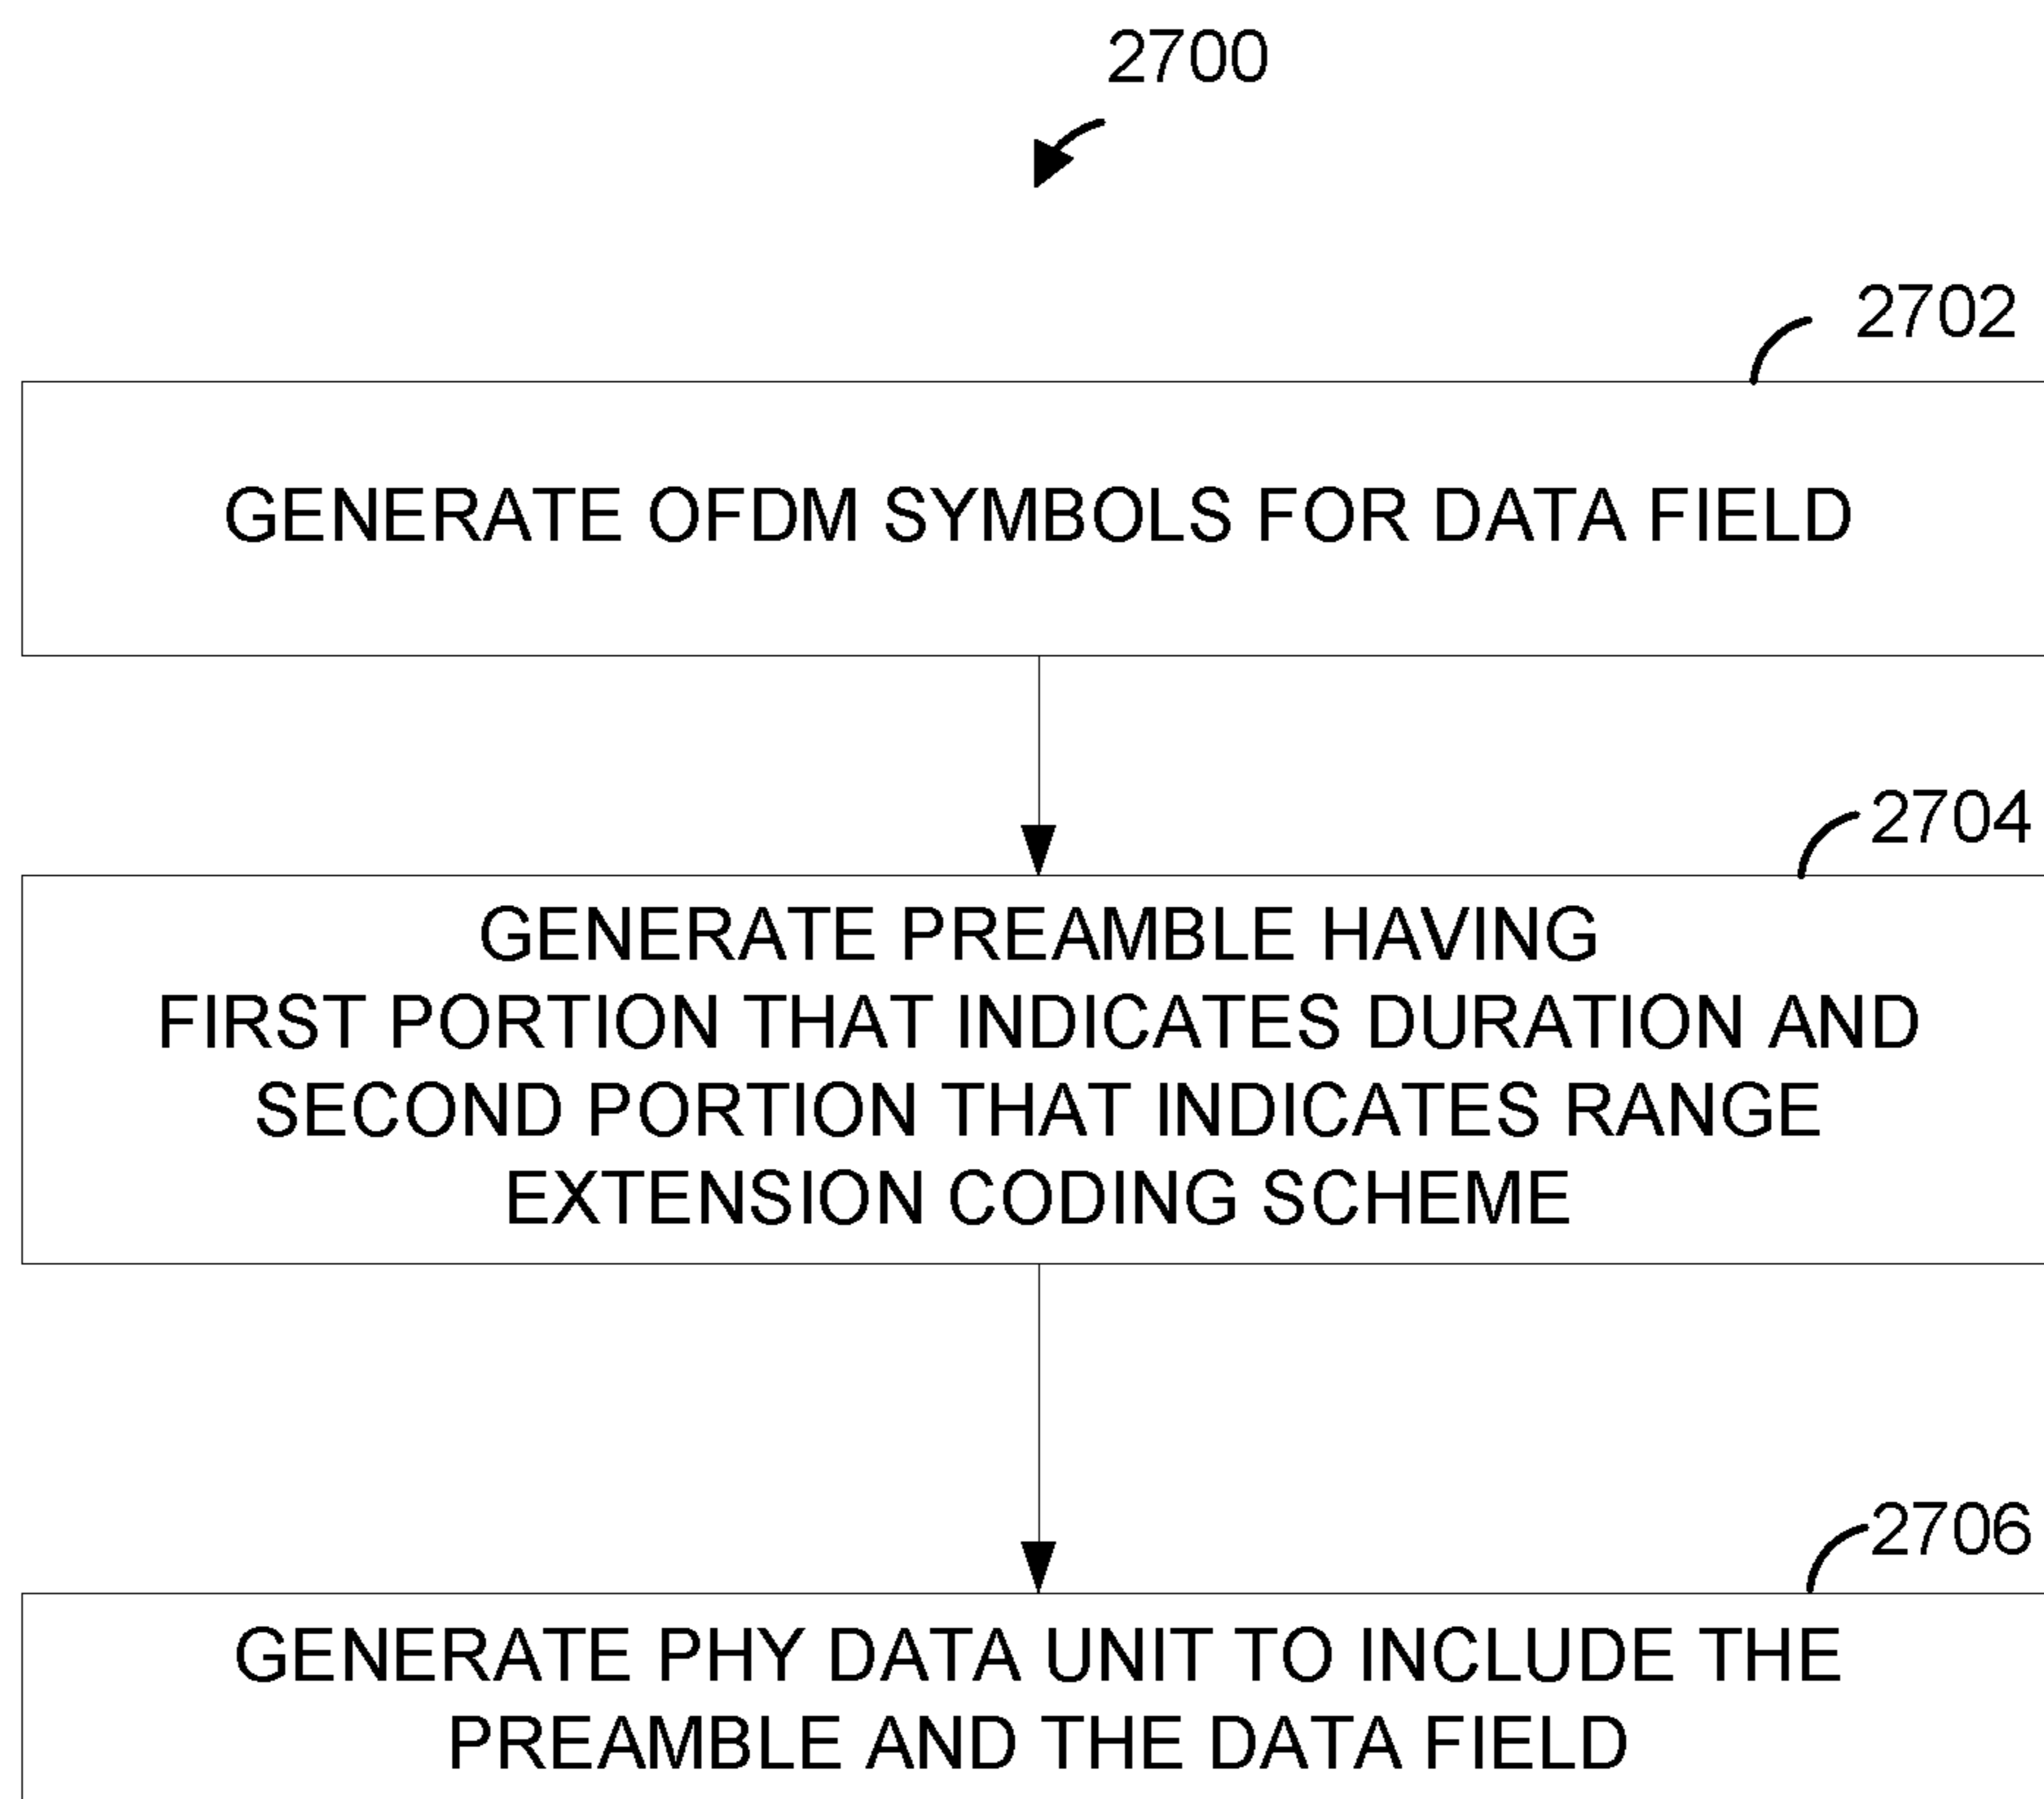 2700
2702
GENERATE OFDM SYMBOLS FOR DATA FIELD
2704
GENERATE PREAMBLE HAVING
FIRST PORTION THAT INDICATES DURATION AND
SECOND PORTION THAT INDICATES RANGE
EXTENSION CODING SCHEME
2706
GENERATE PHY DATA UNIT TO INCLUDE THE
PREAMBLE AND THE DATA FIELD